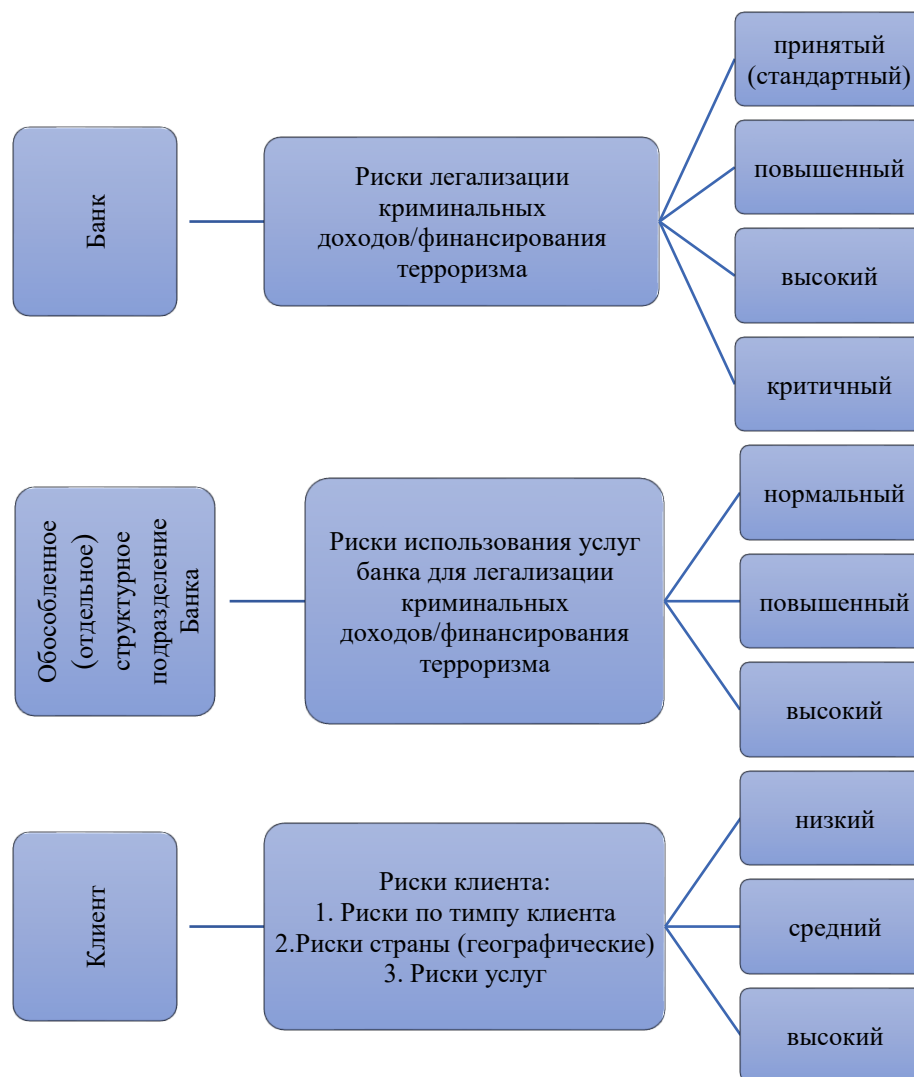 Банк
Риски легализации
криминальных
доходов/финансирования
терроризма
принятый
(стандартный)
повышенный
высокий
критичный
Обособленное
(отдельное)
структурное
подразделение
Банка
Риски использования услуг
банка для легализации
криминальных
доходов/финансирования
терроризма
нормальный
повышенный
высокий
Клиент
Риски клиента:
1. Риски по тимпу клиента
2.Риски страны (географические)
3. Риски услуг
низкий
средний
высокий